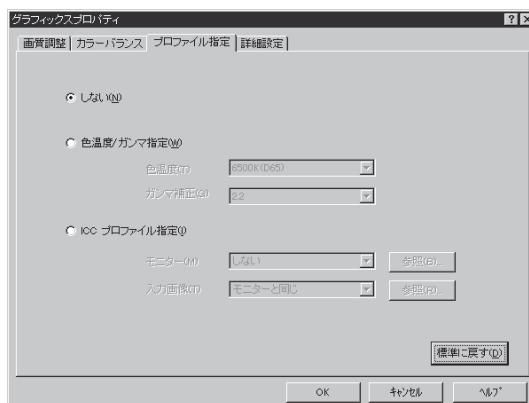 グラフィックスプロパティ
画質調整 カラーバランス プロファイル指定 詳細設定
しない(N)
色温度/ガンマ指定(W)
色温度(T) 6500K(D65)
ガンマ補正(G) 2.2
ICC プロファイル指定(I)
モニター(M) しない 参照(B)...
入力画像(T) モニターと同じ 参照(R)...
標準に戻す(D)
OK キャンセル ヘルプ